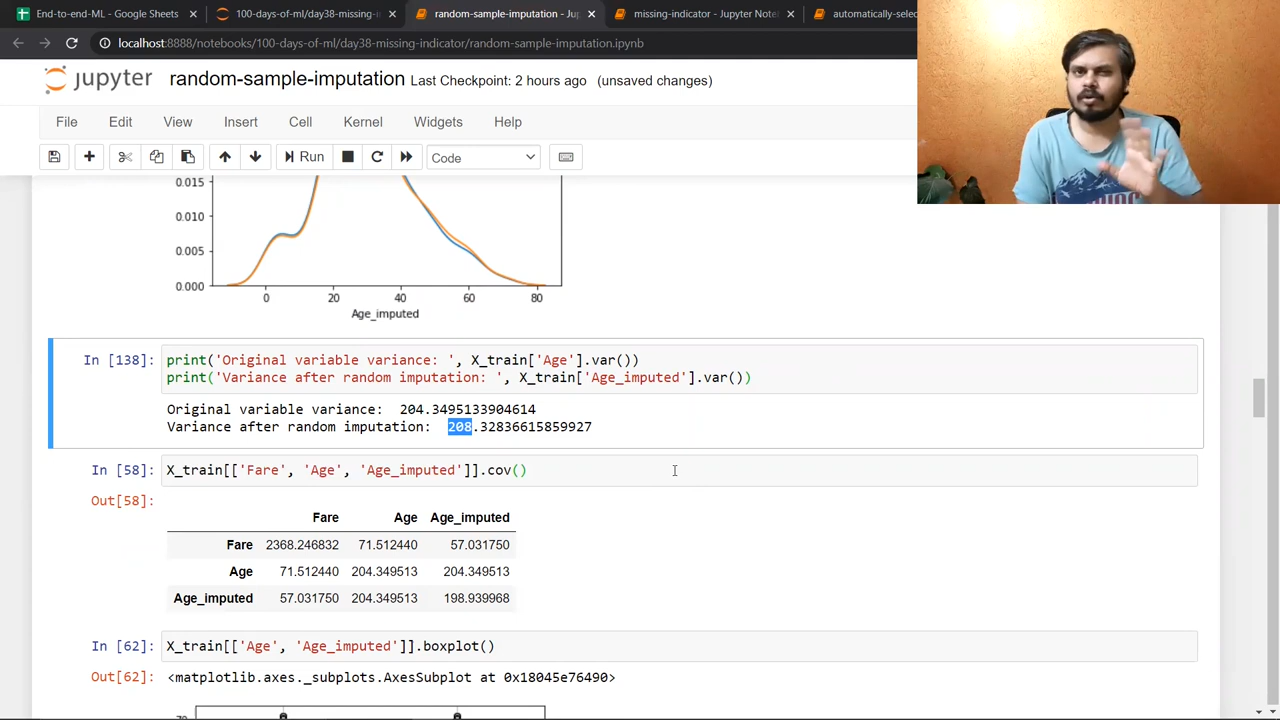 End-to-end-ML - Google Sheets
100-days-of-ml/day38-missing-i
random-sample-imputation - Jup
missing-indicator - Jupyter Note
automatically-selec
localhost:8888/notebooks/100-days-of-ml/day38-missing-indicator/random-sample-imputation.ipynb
jupyter random-sample-imputation Last Checkpoint: 2 hours ago (unsaved changes)
File Edit View Insert Cell Kernel Widgets Help
Run Code
0.015
0.010
0.005
0.000
0 20 40 60 80
Age_imputed
In [138]: print('Original variable variance: ', X_train['Age'].var())
print('Variance after random imputation: ', X_train['Age_imputed'].var())
Original variable variance:  204.3495133904614
Variance after random imputation:  208.32836615859927
In [58]: X_train[['Fare', 'Age', 'Age_imputed']].cov()
Out[58]:
Fare Age Age_imputed
Fare 2368.246832 71.512440 57.031750
Age 71.512440 204.349513 204.349513
Age_imputed 57.031750 204.349513 198.939968
In [62]: X_train[['Age', 'Age_imputed']].boxplot()
Out[62]: <matplotlib.axes._subplots.AxesSubplot at 0x18045e76490>